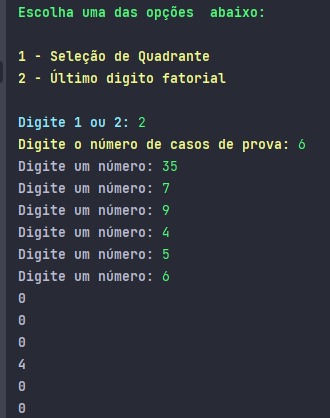 Escolha uma das opções  abaixo:
1 - Seleção de Quadrante
2 - Último digito fatorial
Digite 1 ou 2: 2
Digite o número de casos de prova: 6
Digite um número: 35
Digite um número: 7
Digite um número: 9
Digite um número: 4
Digite um número: 5
Digite um número: 6
0
0
0
4
0
0